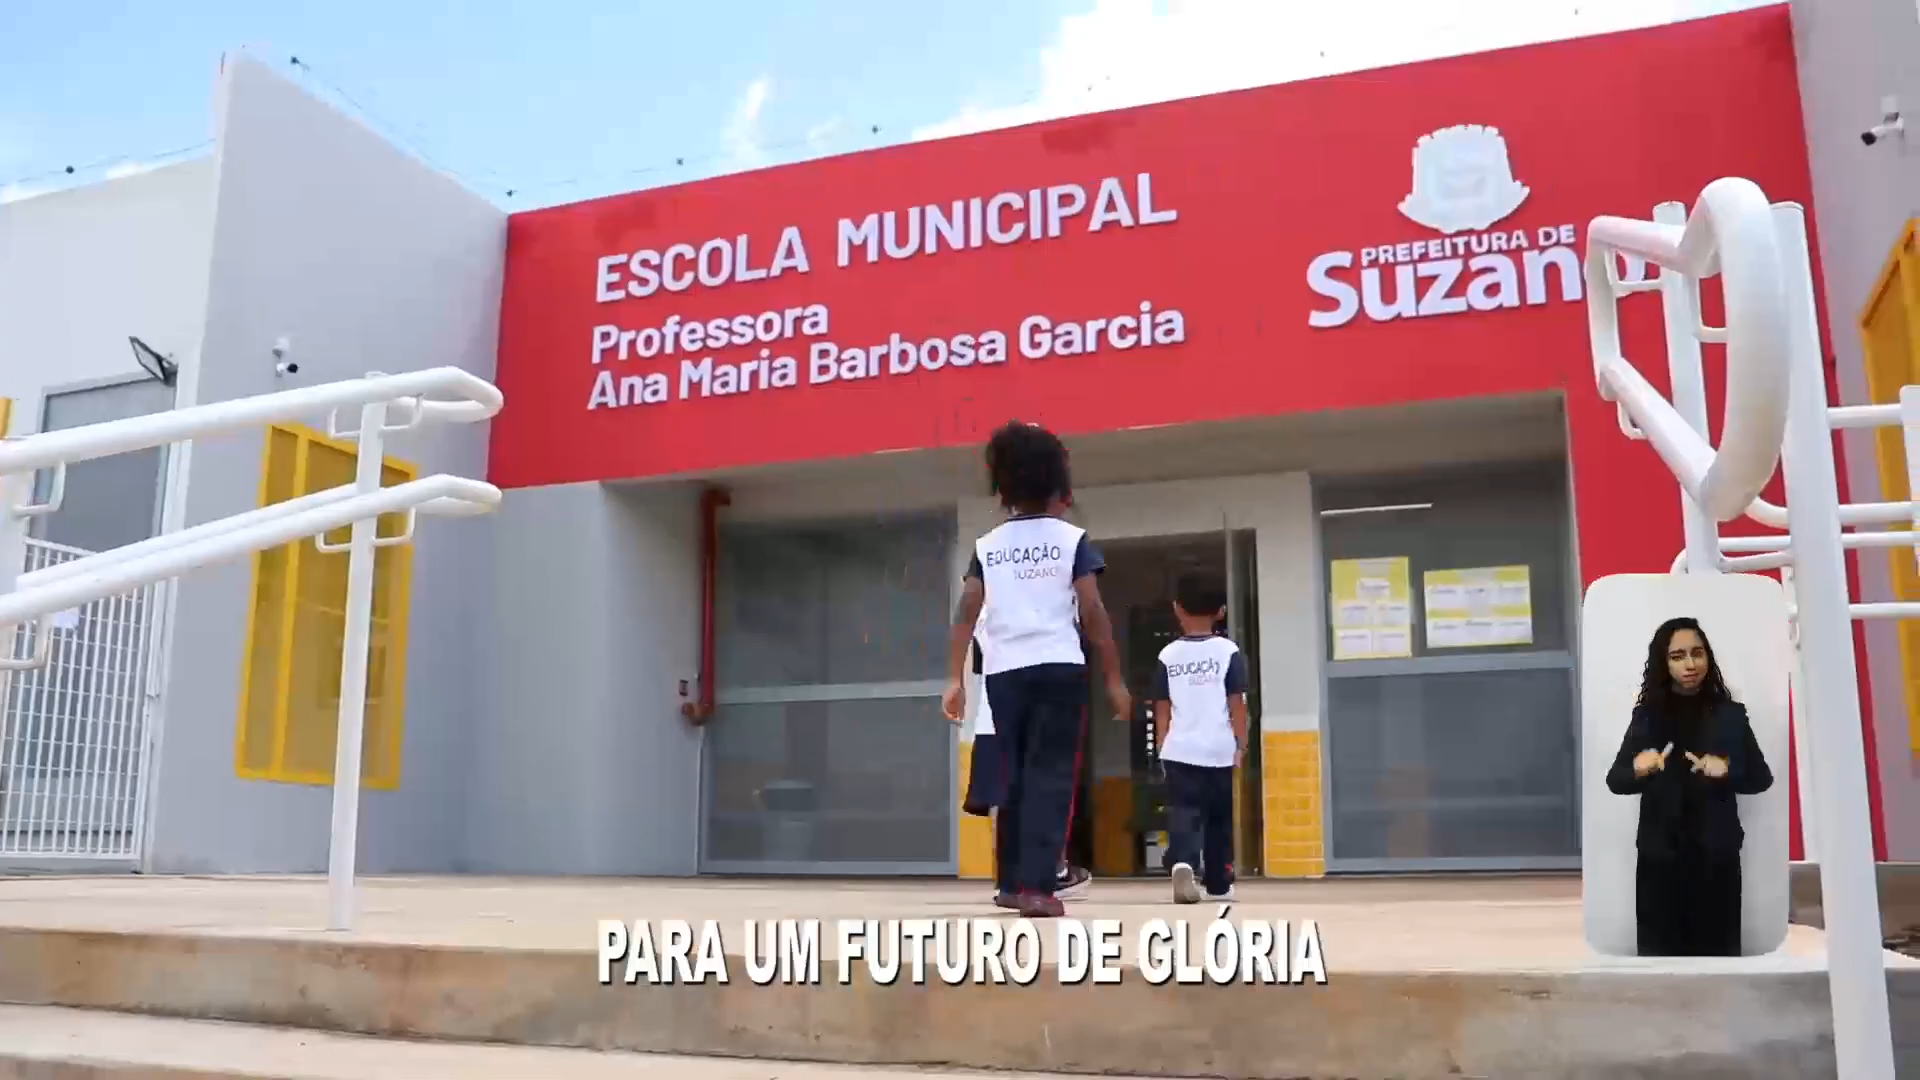 ESCOLA MUNICIPAL
Professora
Ana Maria Barbosa Garcia
PREFEITURA DE
Suzano
EDUCAÇÃO
SUZANO
EDUCAÇÃO
SUZANO
PARA UM FUTURO DE GLÓRIA